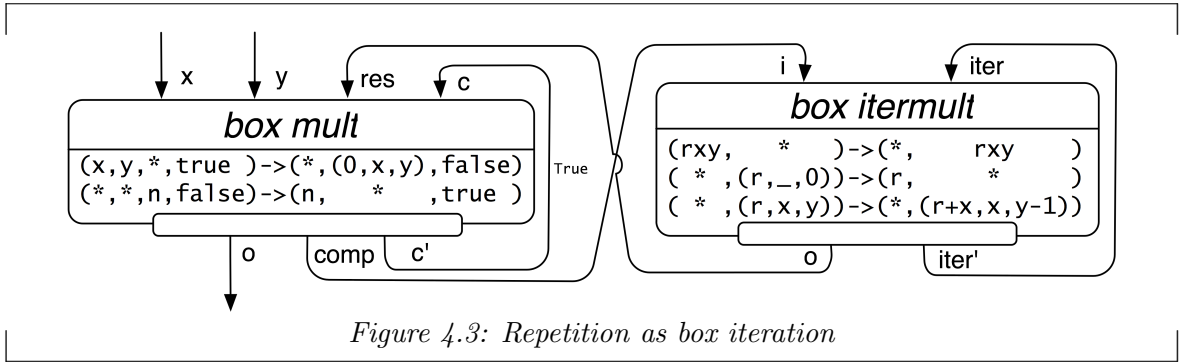 x y res c
box mult
(x,y,*,true )->(*,(0,x,y),false)
(*,*,n,false)->(n, * ,true )
o comp c'
True
i iter
box itermult
(rxy, * )->(*, rxy )
( * ,(r,_,0))->(r, * )
( * ,(r,x,y))->(*,(r+x,x,y-1))
o iter'
Figure 4.3: Repetition as box iteration